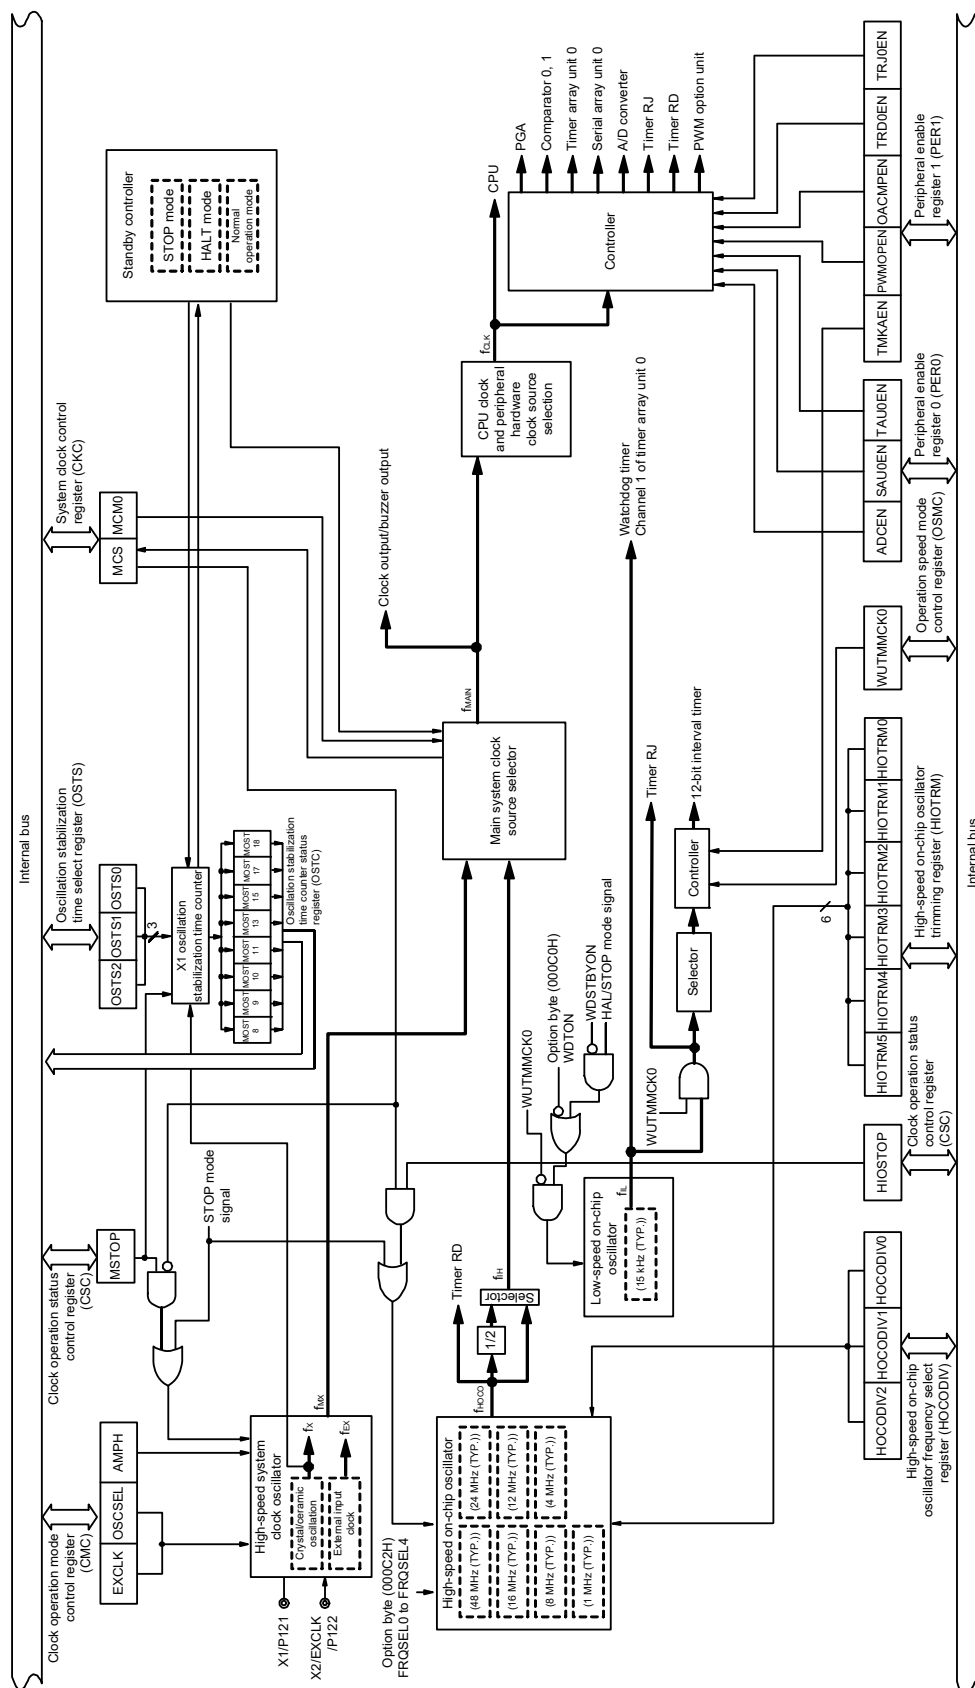 Internal bus
Clock operation mode
control register
(CMC)
EXCLK
OSCSEL
AMPH
Clock operation status
control register
(CSC)
MSTOP
Oscillation stabilization
time select register (OSTS)
OSTS2
OSTS1
OSTS0
3
X1 oscillation
stabilization time counter
MOST
8
MOST
9
MOST
10
MOST
11
MOST
13
MOST
15
MOST
17
MOST
18
Oscillation stabilization
time counter status
register (OSTC)
System clock control
register (CKC)
MCS
MCM0
Standby controller
STOP mode
HALT mode
Normal
operation mode
STOP mode
signal
X1/P121
X2/EXCLK
/P122
High-speed system
clock oscillator
Crystal/ceramic
oscillation
External input
clock
fX
fEX
fMX
Option byte (000C2H)
FRQSEL0 to FRQSEL4
High-speed on-chip oscillator
(48 MHz (TYP.))
(24 MHz (TYP.))
(16 MHz (TYP.))
(12 MHz (TYP.))
(8 MHz (TYP.))
(4 MHz (TYP.))
(1 MHz (TYP.))
fHOCO
Timer RD
1/2
Selector
fIH
Main system clock
source selector
fMAIN
Clock output/buzzer output
CPU clock
and peripheral
hardware
clock source
selection
fCLK
CPU
Controller
PGA
Comparator 0, 1
Timer array unit 0
Serial array unit 0
A/D converter
Timer RJ
Timer RD
PWM option unit
WUTMMCK0
Option byte (000C0H)
WDTON
WDSTBYON
HAL/STOP mode signal
Low-speed on-chip
oscillator
(15 kHz (TYP.))
fIL
Watchdog timer
Channel 1 of timer array unit 0
WUTMMCK0
Timer RJ
Selector
Controller
12-bit interval timer
6
HOCODIV2
HOCODIV1
HOCODIV0
High-speed on-chip
oscillator frequency select
register (HOCODIV)
HIOSTOP
Clock operation status
control register
(CSC)
HIOTRM5
HIOTRM4
HIOTRM3
HIOTRM2
HIOTRM1
HIOTRM0
High-speed on-chip oscillator
trimming register (HIOTRM)
WUTMMCK0
Operation speed mode
control register (OSMC)
ADCEN
SAU0EN
TAU0EN
Peripheral enable
register 0 (PER0)
TMKAEN
PWMOPEN
OACMPEN
TRD0EN
TRJ0EN
Peripheral enable
register 1 (PER1)
Internal bus